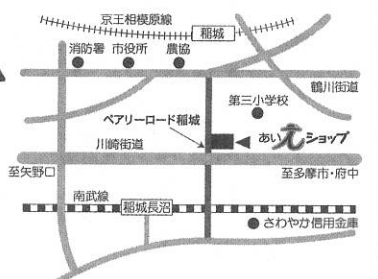 京王相模原線
稲城
消防署 市役所 農協
鶴川街道
第三小学校
ペアリーロード稲城
あい元ショップ
川崎街道
至矢野口
至多摩市・府中
南武線
稲城長沼
さわやか信用金庫